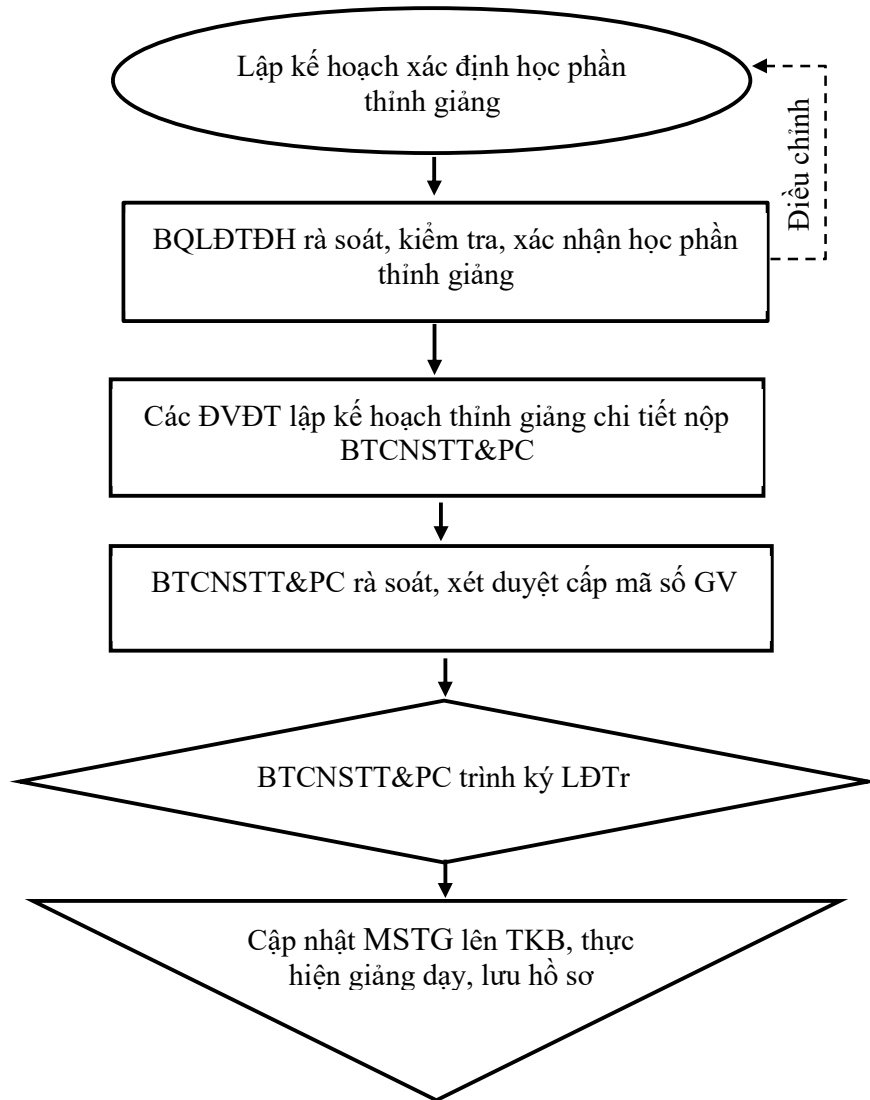 Lập kế hoạch xác định học phần
thỉnh giảng
Điều chỉnh
BQLĐTĐH rà soát, kiểm tra, xác nhận học phần
thỉnh giảng
Các ĐVĐT lập kế hoạch thỉnh giảng chi tiết nộp
BTCNSTT&PC
BTCNSTT&PC rà soát, xét duyệt cấp mã số GV
BTCNSTT&PC trình ký LĐTr
Cập nhật MSTG lên TKB, thực
hiện giảng dạy, lưu hồ sơ